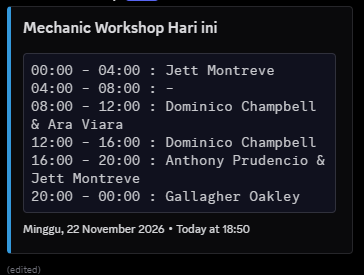 Mechanic Workshop Hari ini
00:00 - 04:00 : Jett Montreve
04:00 - 08:00 : -
08:00 - 12:00 : Dominico Champbell
& Ara Viara
12:00 - 16:00 : Dominico Champbell
16:00 - 20:00 : Anthony Prudencio &
Jett Montreve
20:00 - 00:00 : Gallagher Oakley
Minggu, 22 November 2026 • Today at 18:50
(edited)